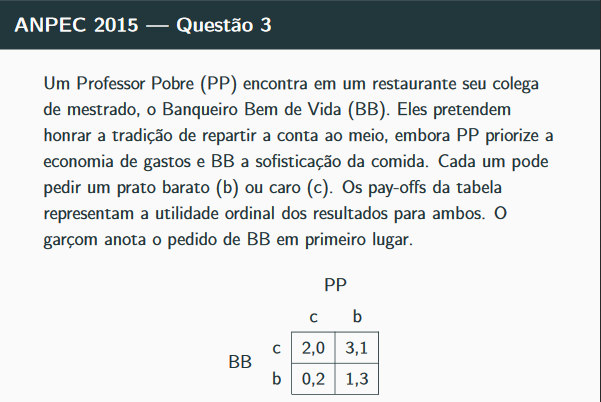 ANPEC 2015 — Questão 3
Um Professor Pobre (PP) encontra em um restaurante seu colega
de mestrado, o Banqueiro Bem de Vida (BB). Eles pretendem
honrar a tradição de repartir a conta ao meio, embora PP priorize a
economia de gastos e BB a sofisticação da comida. Cada um pode
pedir um prato barato (b) ou caro (c). Os pay-offs da tabela
representam a utilidade ordinal dos resultados para ambos. O
garçom anota o pedido de BB em primeiro lugar.
PP
c b
c 2,0 3,1
BB
b 0,2 1,3